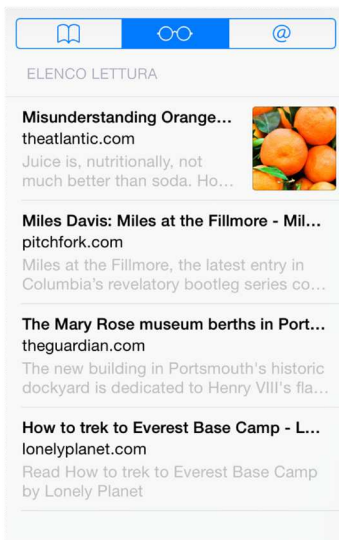 @
ELENCO LETTURA
Misunderstanding Orange...
theatlantic.com
Juice is, nutritionally, not
much better than soda. Ho...
Miles Davis: Miles at the Fillmore - Mil...
pitchfork.com
Miles at the Fillmore, the latest entry in
Columbia's revelatory bootleg series co...
The Mary Rose museum berths in Port...
theguardian.com
The new building in Portsmouth's historic
dockyard is dedicated to Henry VIII's fla...
How to trek to Everest Base Camp - L...
lonelyplanet.com
Read How to trek to Everest Base Camp
by Lonely Planet